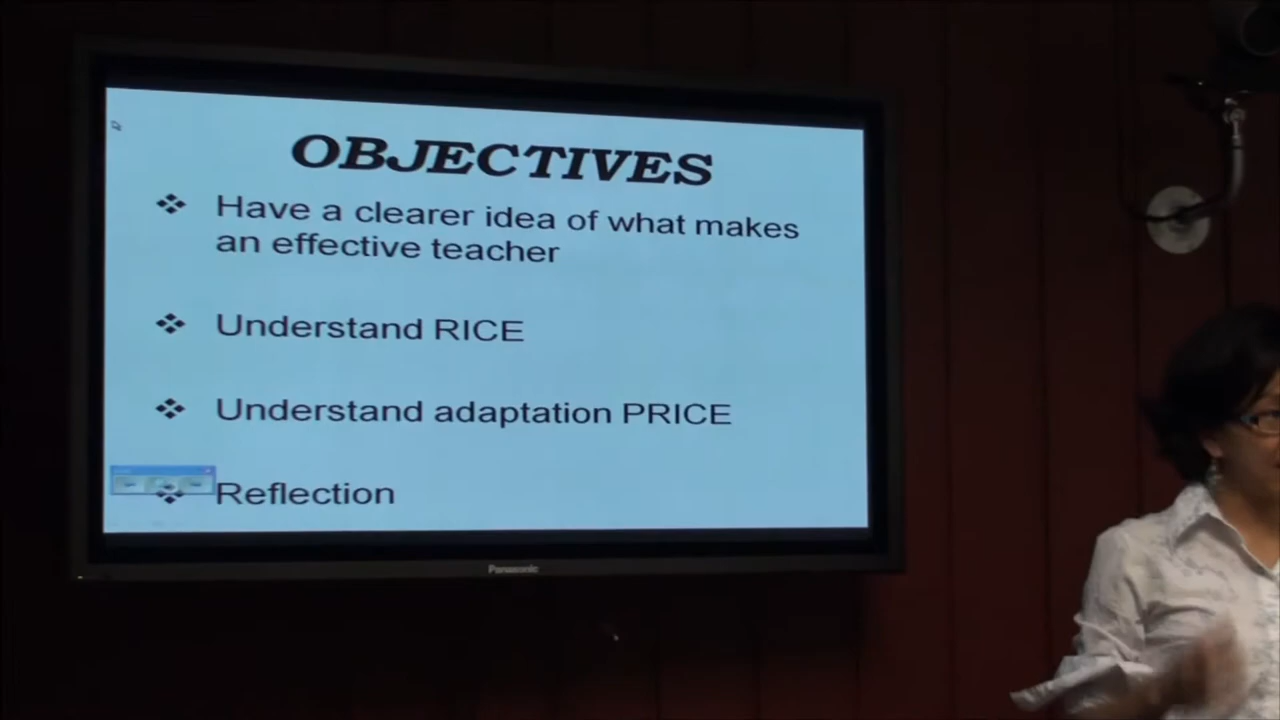 OBJECTIVES
Have a clearer idea of what makes
an effective teacher
Understand RICE
Understand adaptation PRICE
Reflection
Panasonic